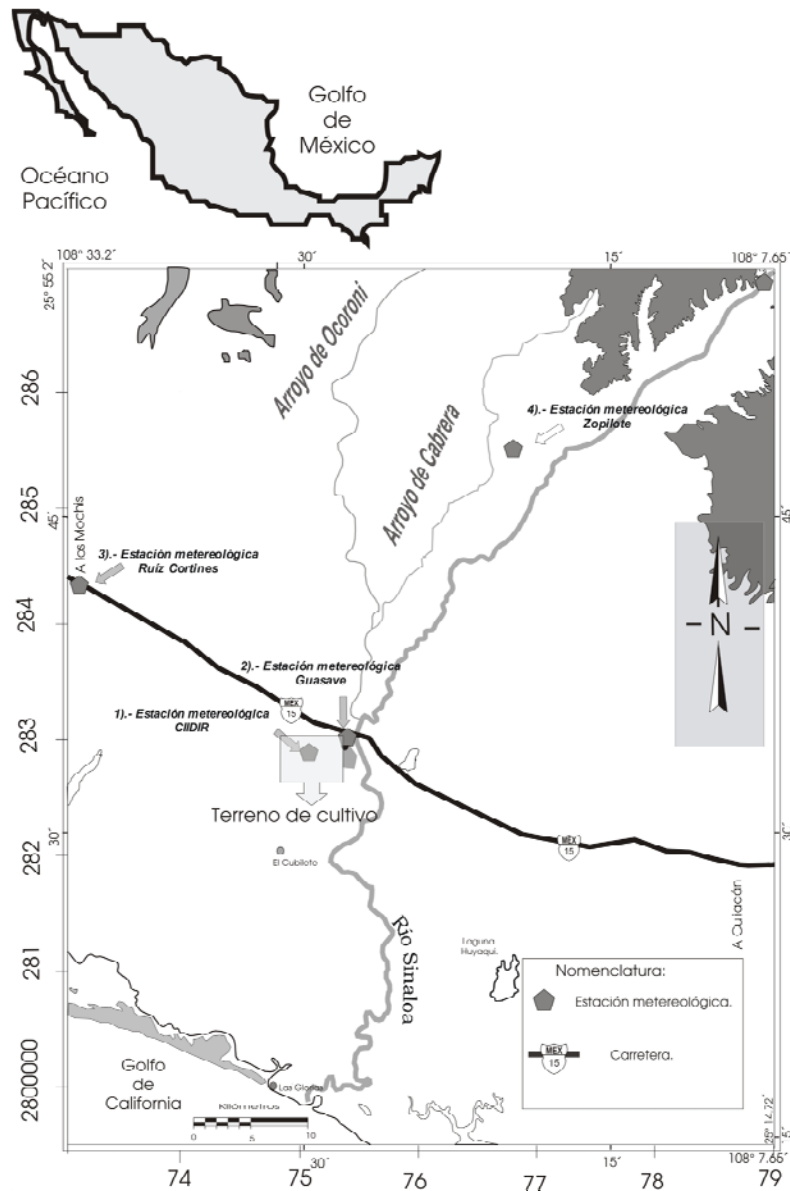 Golfo
de
México
Océano
Pacífico
108° 33.2´
30´
15´
108° 7.65´
25° 55.2´
Arroyo de Ocoroni
Arroyo de Cabrera
286
4).- Estación metereológica
Zopilote
285
45´
45´
A los Mochis
3).- Estación metereológica
Ruíz Cortines
284
N
2).- Estación metereológica
Guasave
MEX
15
1).- Estación metereológica
CIIDIR
283
Terreno de cultivo
30´
30´
MEX
15
282
El Cubilote
A Culacán
Río Sinaloa
281
Laguna
Huyaqui.
Nomenclatura:
Estación metereológica.
MEX
15
Carretera.
2800000
Golfo
de
California
Las Glorias
Kilómetros
0
5
10
25° 14.72´
15´
74
75
30´
76
77
15´
78
108° 7.65´
79